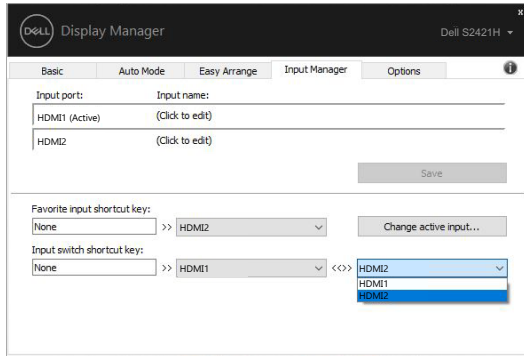 DELL Display Manager
Dell S2421H
Basic Auto Mode Easy Arrange Input Manager Options
Input port: Input name:
HDMI1 (Active) (Click to edit)
HDMI2 (Click to edit)
Save
Favorite input shortcut key:
None >> HDMI2 Change active input...
Input switch shortcut key:
None >> HDMI1 <<>> HDMI2
HDMI1
HDMI2